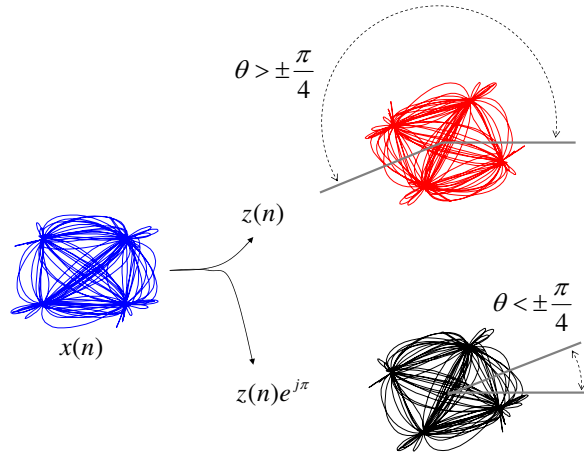 θ > ± π/4
z(n)
x(n)
θ < ± π/4
z(n)e^{jπ}